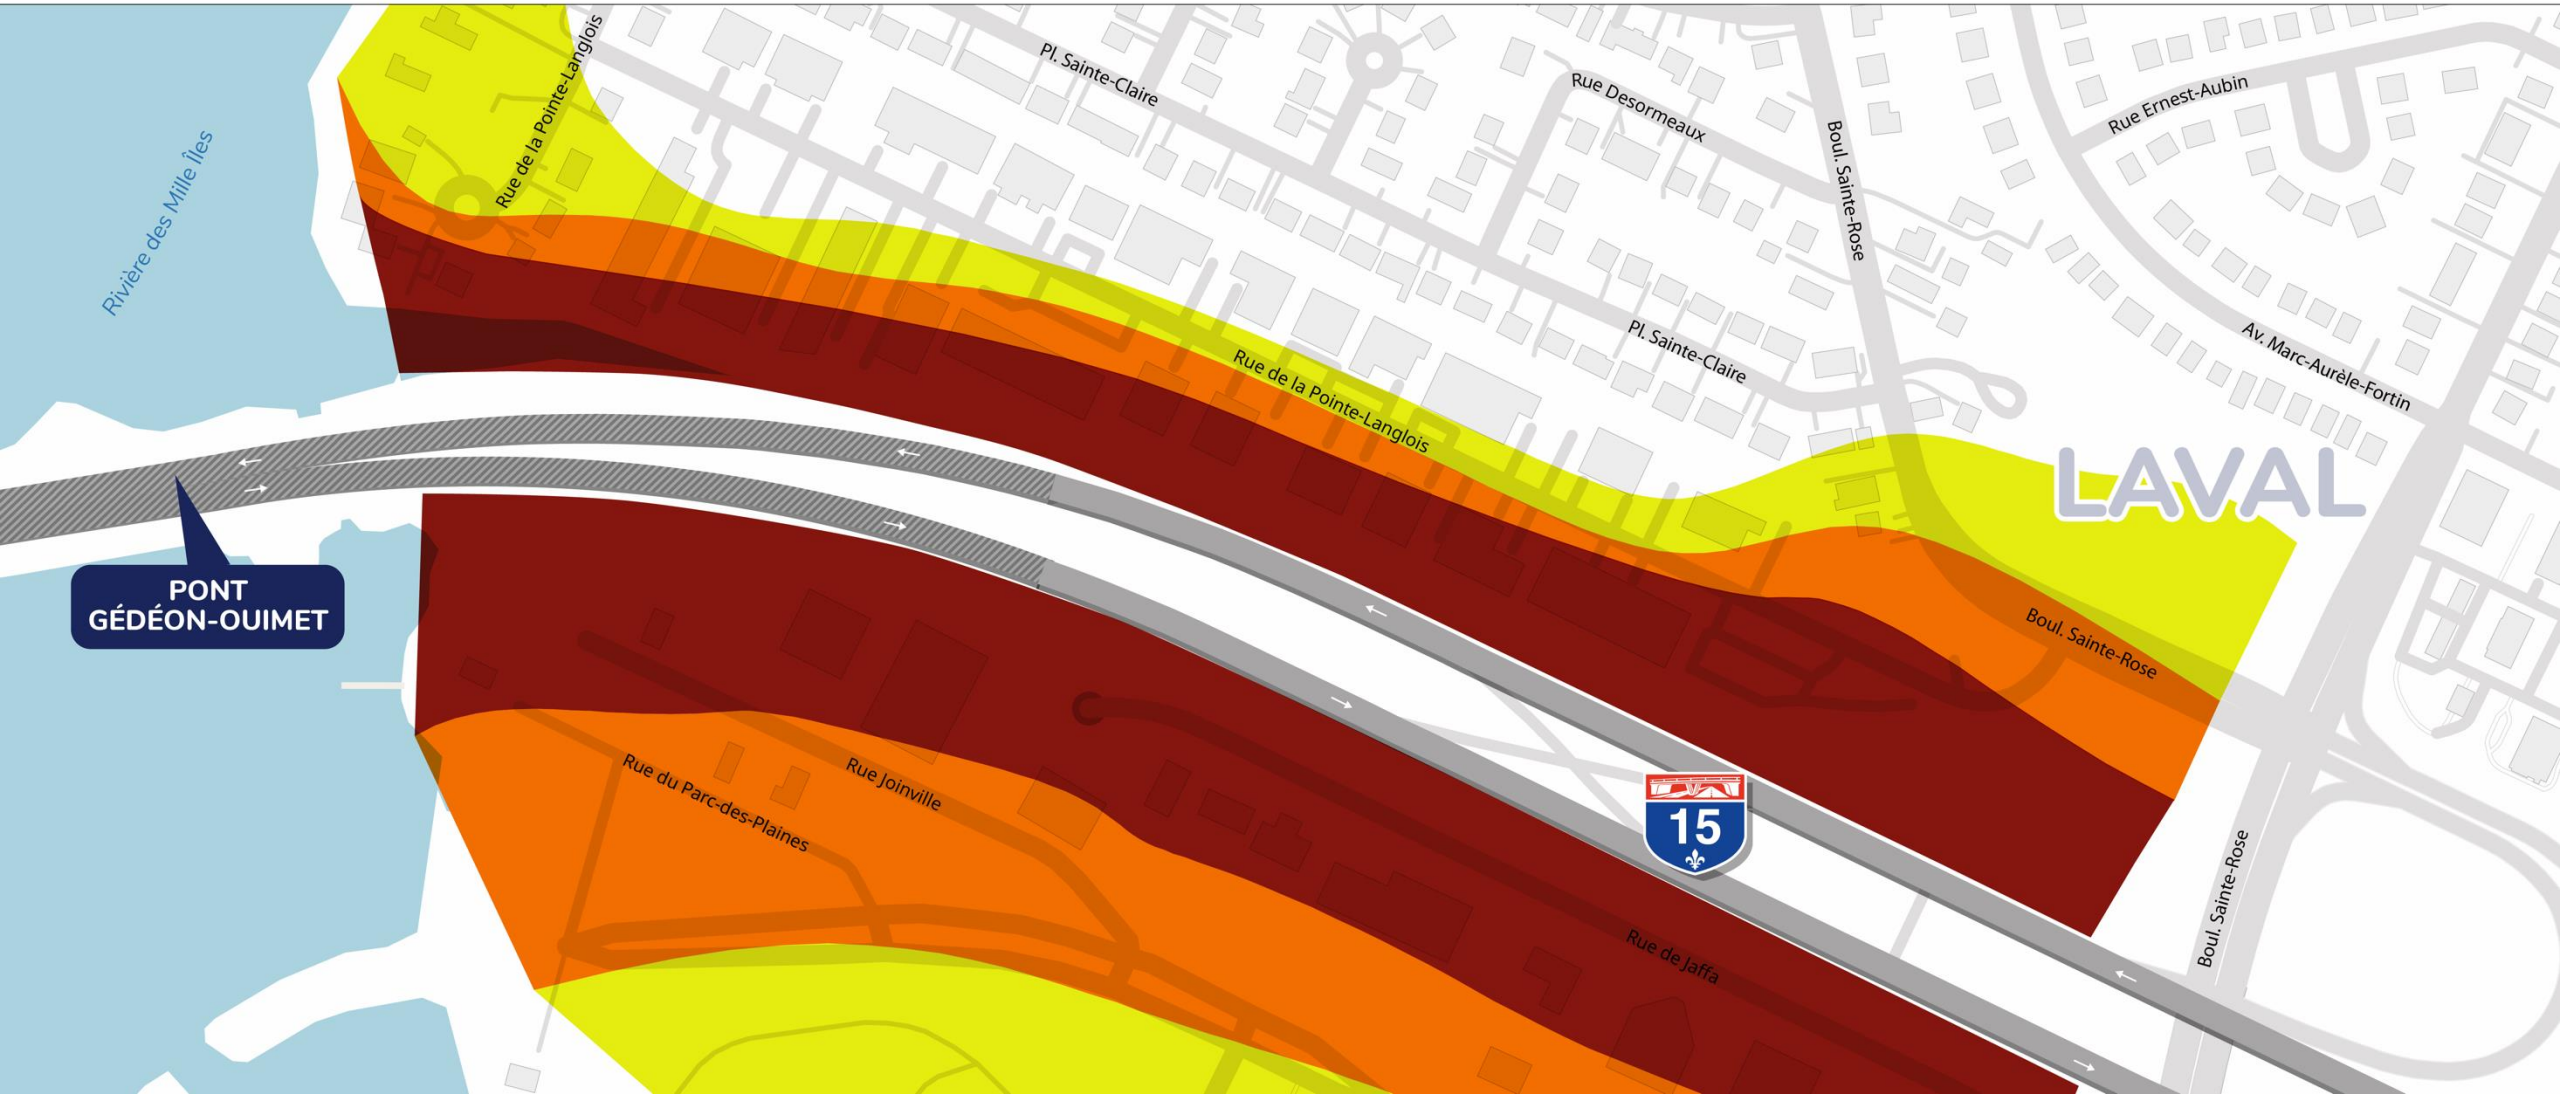 Rue de la Pointe-Langlois
Pl. Sainte-Claire
Rue Desormeaux
Boul. Sainte-Rose
Rue Ernest-Aubin
Rivière des Mille Îles
Rue de la Pointe-Langlois
Pl. Sainte-Claire
Av. Marc-Aurèle-Fortin
LAVAL
PONT
GÉDÉON-OUIMET
Boul. Sainte-Rose
Rue du Parc-des-Plaines
Rue Joinville
15
Rue de Jaffa
Boul. Sainte-Rose